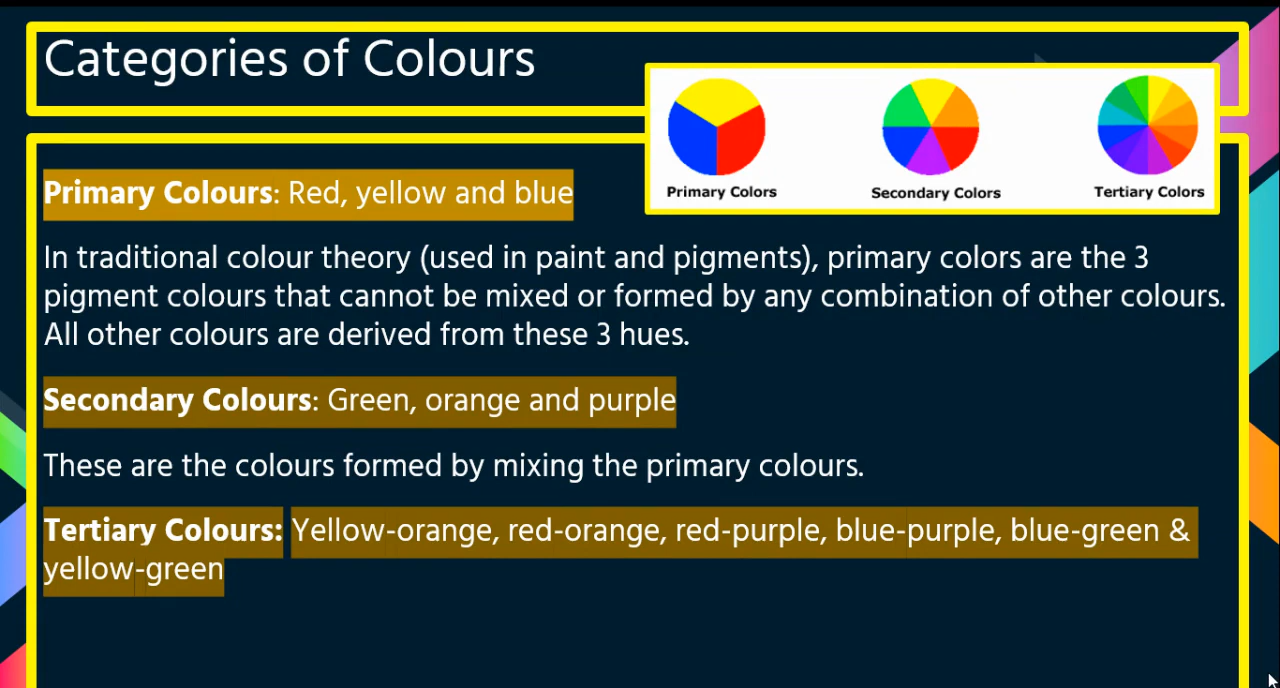 Categories of Colours
Primary Colors
Secondary Colors
Tertiary Colors
Primary Colours: Red, yellow and blue
In traditional colour theory (used in paint and pigments), primary colors are the 3
pigment colours that cannot be mixed or formed by any combination of other colours.
All other colours are derived from these 3 hues.
Secondary Colours: Green, orange and purple
These are the colours formed by mixing the primary colours.
Tertiary Colours: Yellow-orange, red-orange, red-purple, blue-purple, blue-green &
yellow-green